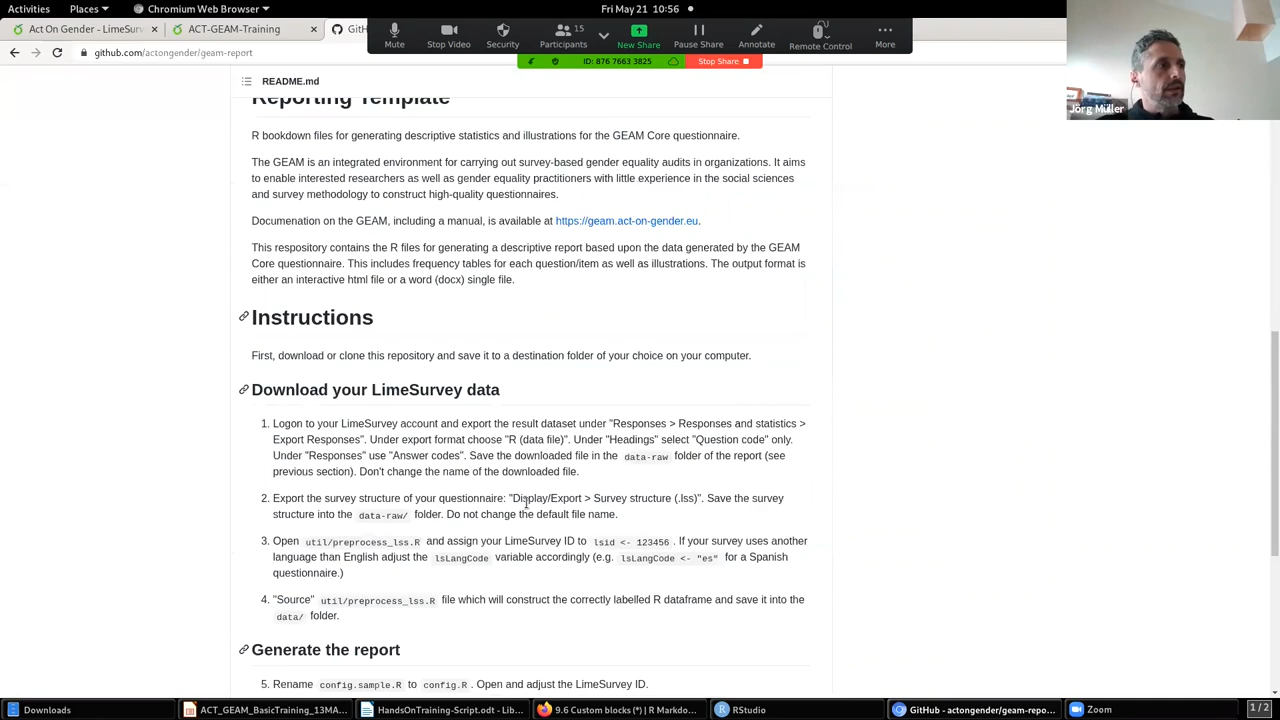 Activities Places Chromium Web Browser Fri May 21 10:56
Act On Gender - LimeSurv
ACT-GEAM-Training
GitH
Mute
Stop Video
Security
Participants
15
New Share
Pause Share
Annotate
Remote Control
More
ID: 876 7663 3825
Stop Share
Jörg Müller
github.com/actongender/geam-report
README.md
Reporting Template
R bookdown files for generating descriptive statistics and illustrations for the GEAM Core questionnaire.
The GEAM is an integrated environment for carrying out survey-based gender equality audits in organizations. It aims
to enable interested researchers as well as gender equality practitioners with little experience in the social sciences
and survey methodology to construct high-quality questionnaires.
Documenation on the GEAM, including a manual, is available at https://geam.act-on-gender.eu.
This respository contains the R files for generating a descriptive report based upon the data generated by the GEAM
Core questionnaire. This includes frequency tables for each question/item as well as illustrations. The output format is
either an interactive html file or a word (docx) single file.
Instructions
First, download or clone this repository and save it to a destination folder of your choice on your computer.
Download your LimeSurvey data
1. Logon to your LimeSurvey account and export the result dataset under "Responses > Responses and statistics >
Export Responses". Under export format choose "R (data file)". Under "Headings" select "Question code" only.
Under "Responses" use "Answer codes". Save the downloaded file in the data-raw folder of the report (see
previous section). Don't change the name of the downloaded file.
2. Export the survey structure of your questionnaire: "Display/Export > Survey structure (.lss)". Save the survey
structure into the data-raw/ folder. Do not change the default file name.
3. Open util/preprocess_lss.R and assign your LimeSurvey ID to lsid <- 123456 . If your survey uses another
language than English adjust the lsLangCode variable accordingly (e.g. lsLangCode <- "es" for a Spanish
questionnaire.)
4. "Source" util/preprocess_lss.R file which will construct the correctly labelled R dataframe and save it into the
data/ folder.
Generate the report
5. Rename config.sample.R to config.R . Open and adjust the LimeSurvey ID.
Downloads
ACT_GEAM_BasicTraining_13MA...
HandsOnTraining-Script.odt - Lib...
9.6 Custom blocks (*) | R Markdo...
RStudio
GitHub - actongender/geam-repo...
Zoom
1 / 2